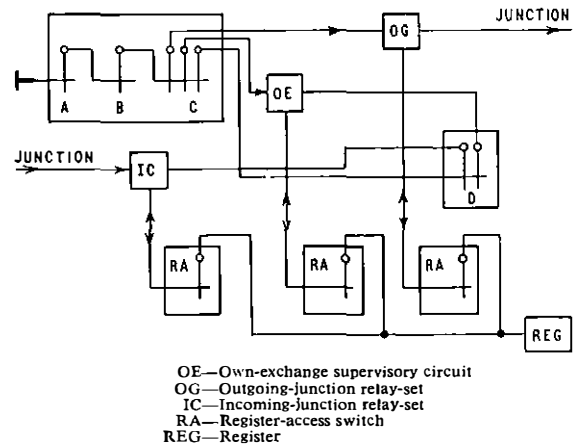 JUNCTION
OG
A B C
OE
JUNCTION
IC
D
RA RA RA
REG
OE—Own-exchange supervisory circuit
OG—Outgoing-junction relay-set
IC—Incoming-junction relay-set
RA—Register-access switch
REG—Register